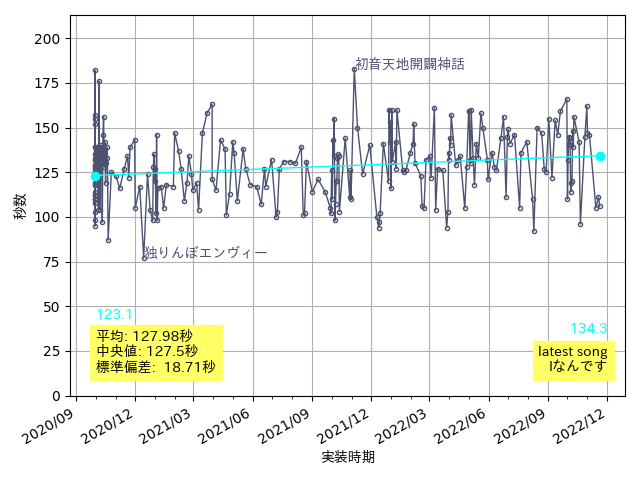 200
175
150
125
100
75
50
25
0
秒数
初音天地開闢神話
独りんぼエンヴィー
123.1
134.3
平均: 127.98秒
中央値: 127.5秒
標準偏差: 18.71秒
latest song
Iなんです
2020/09
2020/12
2021/03
2021/06
2021/09
2021/12
2022/03
2022/06
2022/09
2022/12
実装時期